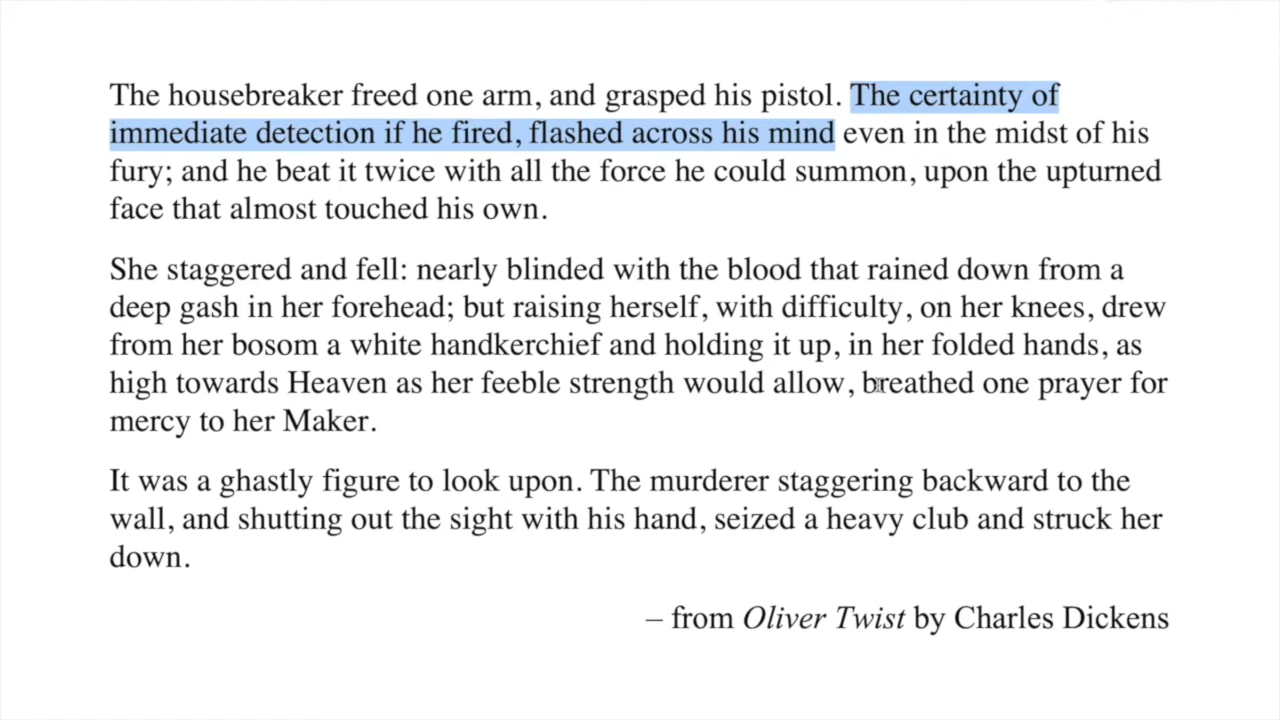 The housebreaker freed one arm, and grasped his pistol. The certainty of
immediate detection if he fired, flashed across his mind even in the midst of his
fury; and he beat it twice with all the force he could summon, upon the upturned
face that almost touched his own.
She staggered and fell: nearly blinded with the blood that rained down from a
deep gash in her forehead; but raising herself, with difficulty, on her knees, drew
from her bosom a white handkerchief and holding it up, in her folded hands, as
high towards Heaven as her feeble strength would allow, breathed one prayer for
mercy to her Maker.
It was a ghastly figure to look upon. The murderer staggering backward to the
wall, and shutting out the sight with his hand, seized a heavy club and struck her
down.
– from Oliver Twist by Charles Dickens